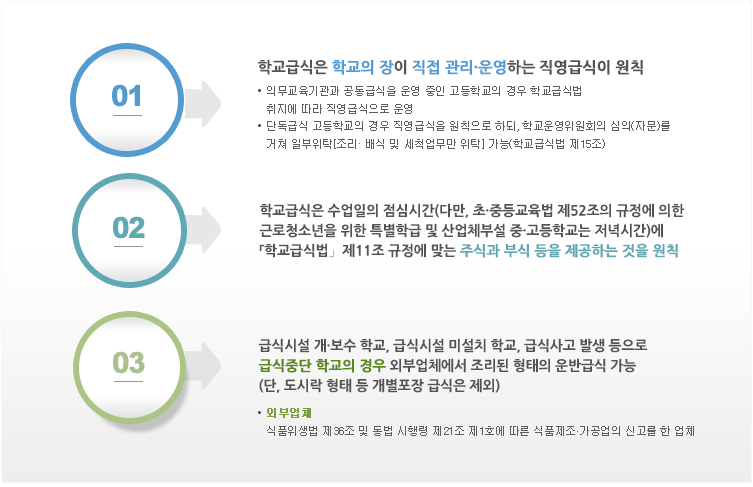 01
학교급식은 학교의 장이 직접 관리·운영하는 직영급식이 원칙
• 의무교육기관과 공동급식을 운영 중인 고등학교의 경우 학교급식법
취지에 따라 직영급식으로 운영
• 단독급식 고등학교의 경우 직영급식을 원칙으로 하되, 학교운영위원회의 심의(자문)를
거쳐 일부위탁[조리· 배식 및 세척업무만 위탁] 가능(학교급식법 제15조)
02
학교급식은 수업일의 점심시간(다만, 초·중등교육법 제52조의 규정에 의한
근로청소년을 위한 특별학급 및 산업체부설 중·고등학교는 저녁시간)에
「학교급식법」 제11조 규정에 맞는 주식과 부식 등을 제공하는 것을 원칙
03
급식시설 개·보수 학교, 급식시설 미설치 학교, 급식사고 발생 등으로
급식중단 학교의 경우 외부업체에서 조리된 형태의 운반급식 가능
(단, 도시락 형태 등 개별포장 급식은 제외)
• 외부업체
식품위생법 제36조 및 동법 시행령 제21조 제1호에 따른 식품제조·가공업의 신고를 한 업체